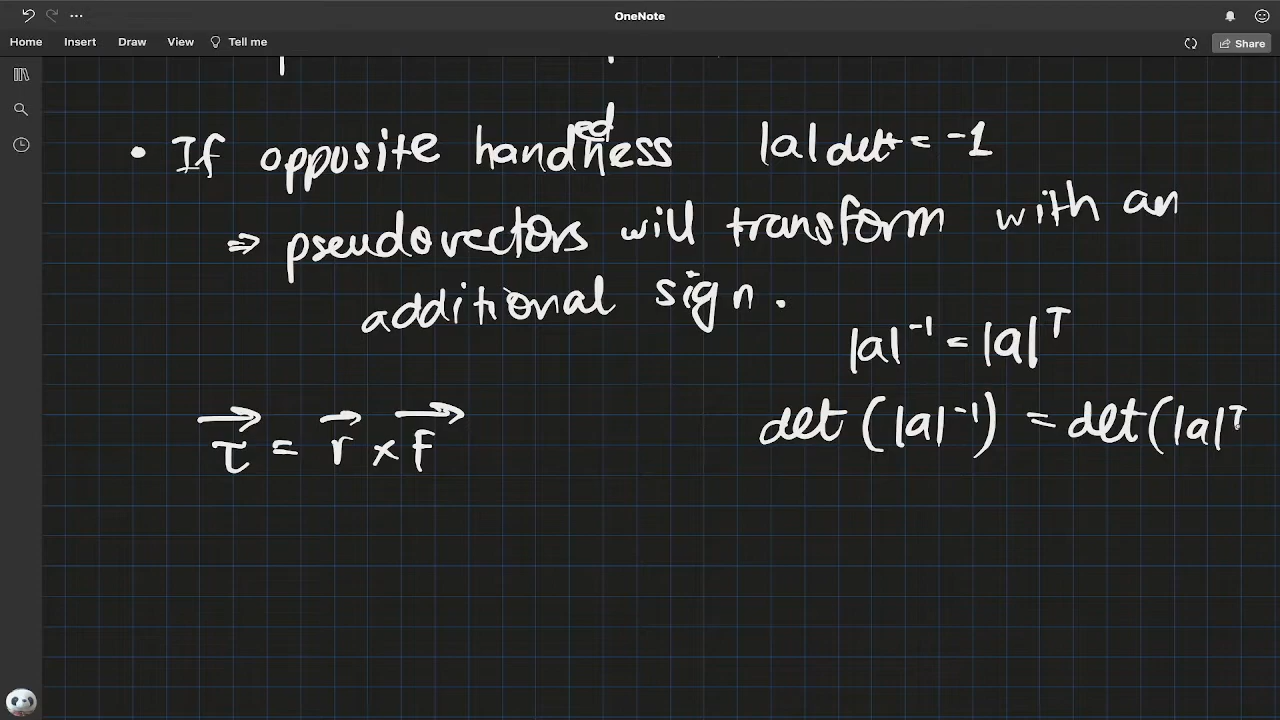 OneNote
Home Insert Draw View Tell me Share
• If opposite handedness |a| det = -1
⇒ pseudovectors will transform with an
additional sign.
|a|⁻¹ = |a|ᵀ
τ⃗ = r⃗ × F⃗ det(|a|⁻¹) = det(|a|ᵀ